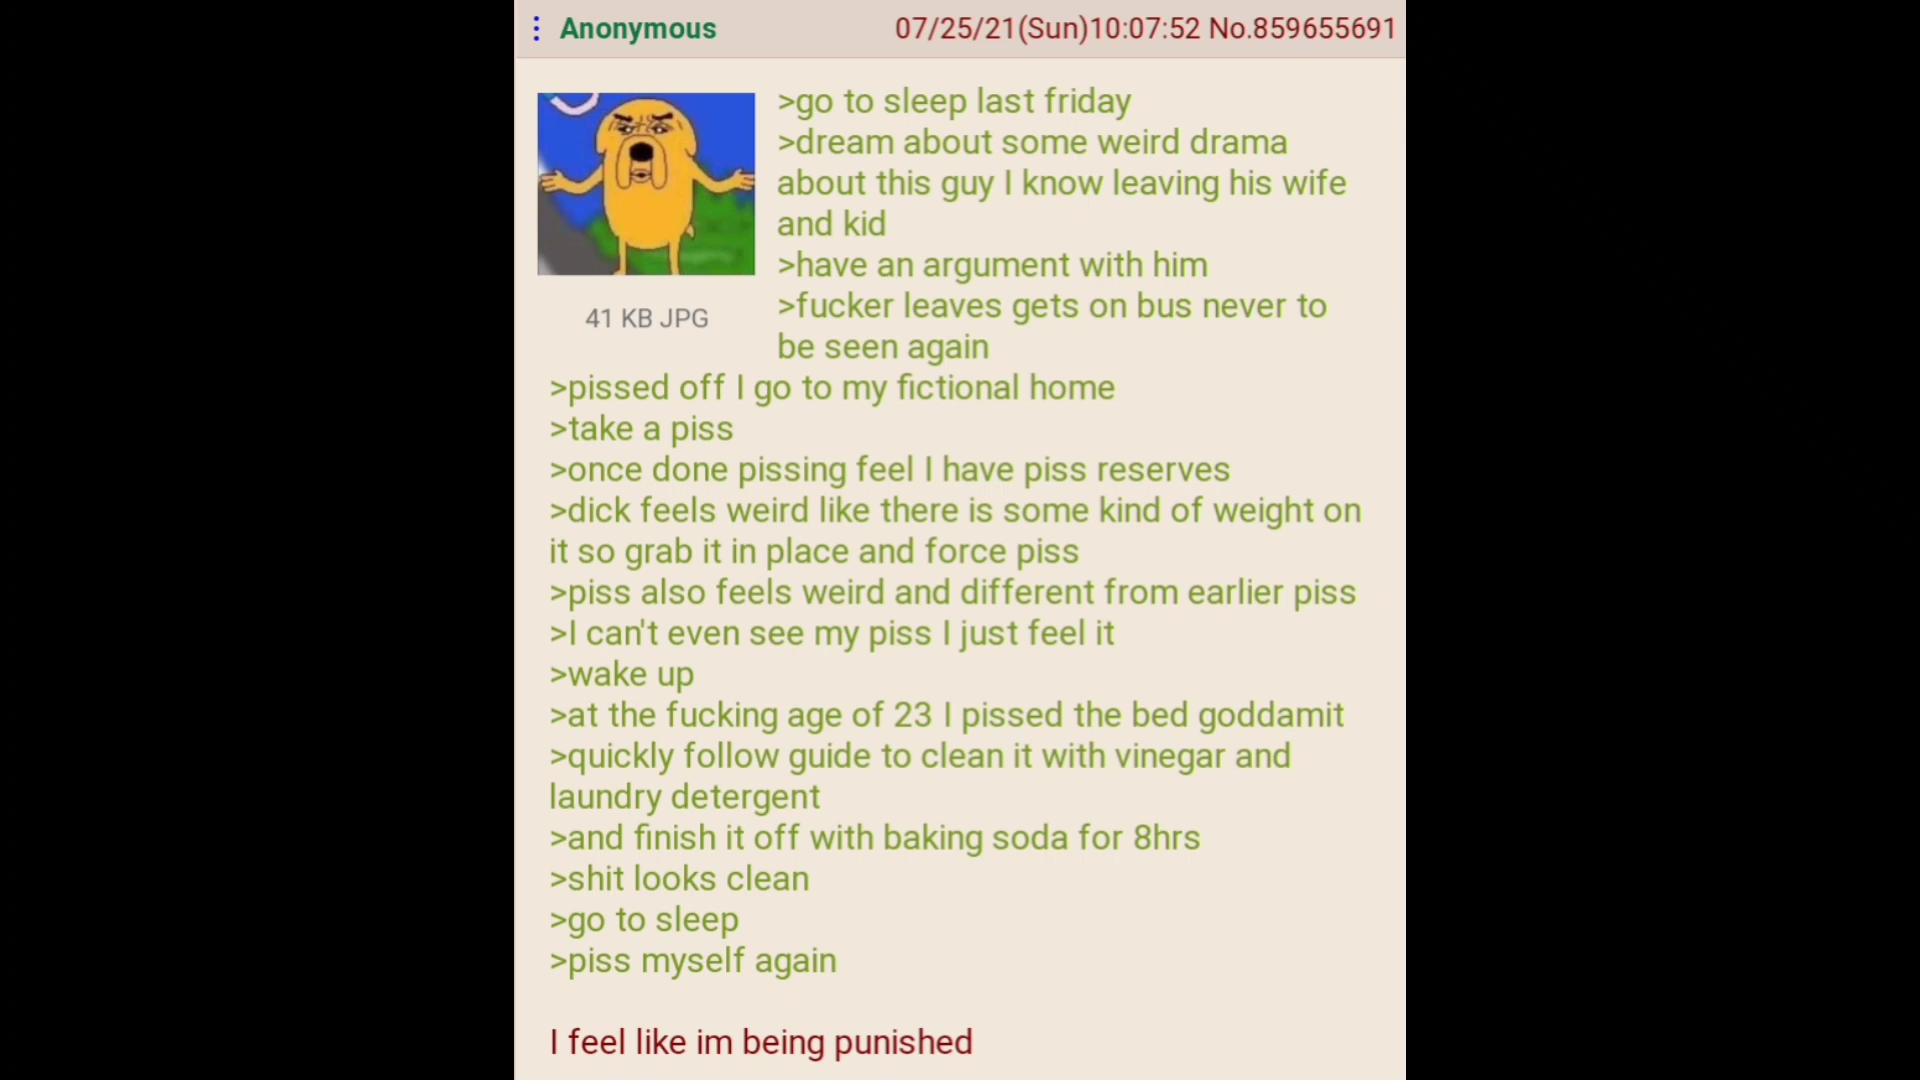 Anonymous 07/25/21(Sun)10:07:52 No.859655691
>go to sleep last friday
>dream about some weird drama
about this guy I know leaving his wife
and kid
>have an argument with him
>fucker leaves gets on bus never to
be seen again
41 KB JPG
>pissed off I go to my fictional home
>take a piss
>once done pissing feel I have piss reserves
>dick feels weird like there is some kind of weight on
it so grab it in place and force piss
>piss also feels weird and different from earlier piss
>I can't even see my piss I just feel it
>wake up
>at the fucking age of 23 I pissed the bed goddamit
>quickly follow guide to clean it with vinegar and
laundry detergent
>and finish it off with baking soda for 8hrs
>shit looks clean
>go to sleep
>piss myself again
I feel like im being punished